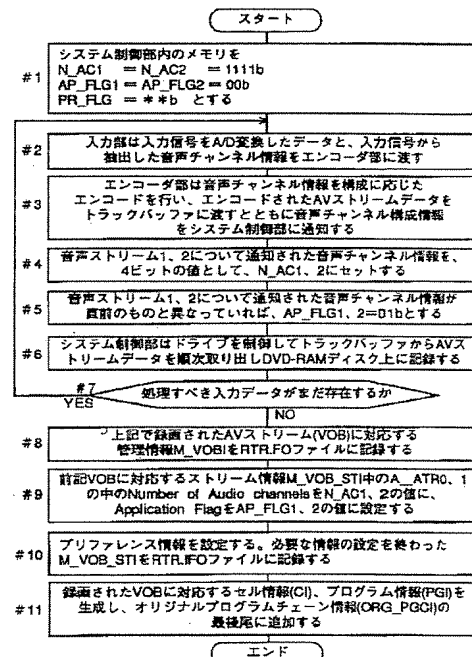 スタート
#1
システム制御部内のメモリを
N_AC1 = N_AC2 = 1111b
AP_FLG1 = AP_FLG2 = 00b
PR_FLG = **b とする
#2
入力部は入力信号をA/D変換したデータと、入力信号から
抽出した音声チャンネル情報をエンコーダ部に渡す
#3
エンコーダ部は音声チャンネル情報を構成に応じた
エンコードを行い、エンコードされたAVストリームデータを
トラックバッファに渡すとともに音声チャンネル構成情報
をシステム制御部に通知する
#4
音声ストリーム1、2について通知された音声チャンネル情報を、
4ビットの値として、N_AC1、2にセットする
#5
音声ストリーム1、2について通知された音声チャンネル情報が
直前のものと異なっていれば、AP_FLG1、2=01bとする
#6
システム制御部はドライブを制御してトラックバッファからAVス
トリームデータを順次取り出しDVD-RAMディスク上に記録する
#7
処理すべき入力データがまだ存在するか
YES
NO
#8
上記で録画されたAVストリーム(VOB)に対応する
管理情報M_VOBIをRTR.IFOファイルに記録する
#9
前記VOBに対応するストリーム情報M_VOB_STI中のA_ATR0、1
の中のNumber of Audio channelsをN_AC1、2の値に、
Application FlagをAP_FLG1、2の値に設定する
#10
プリファレンス情報を設定する。必要な情報の設定を終わった
M_VOB_STIをRTR.IFOファイルに記録する
#11
録画されたVOBに対応するセル情報(CI)、プログラム情報(PGI)を
生成し、オリジナルプログラムチェーン情報(ORG_PGCI)の
最後尾に追加する
エンド